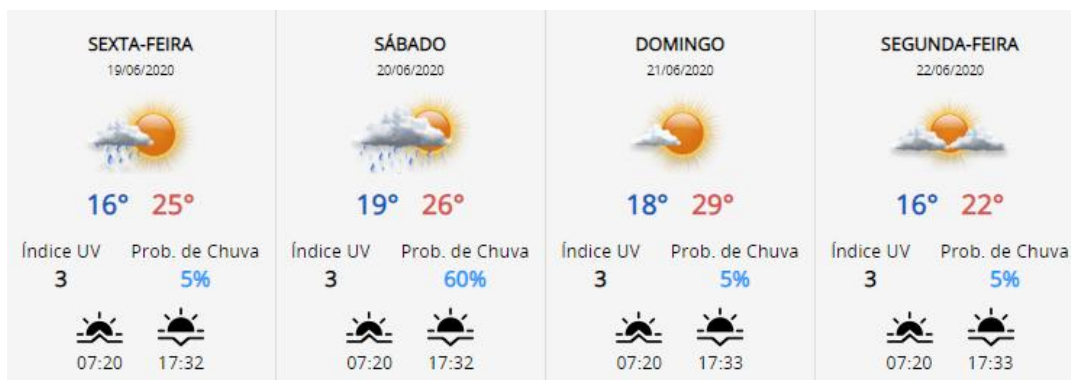 SEXTA-FEIRA
19/06/2020
16° 25°
Índice UV Prob. de Chuva
3 5%
07:20 17:32
SÁBADO
20/06/2020
19° 26°
Índice UV Prob. de Chuva
3 60%
07:20 17:32
DOMINGO
21/06/2020
18° 29°
Índice UV Prob. de Chuva
3 5%
07:20 17:33
SEGUNDA-FEIRA
22/06/2020
16° 22°
Índice UV Prob. de Chuva
3 5%
07:20 17:33